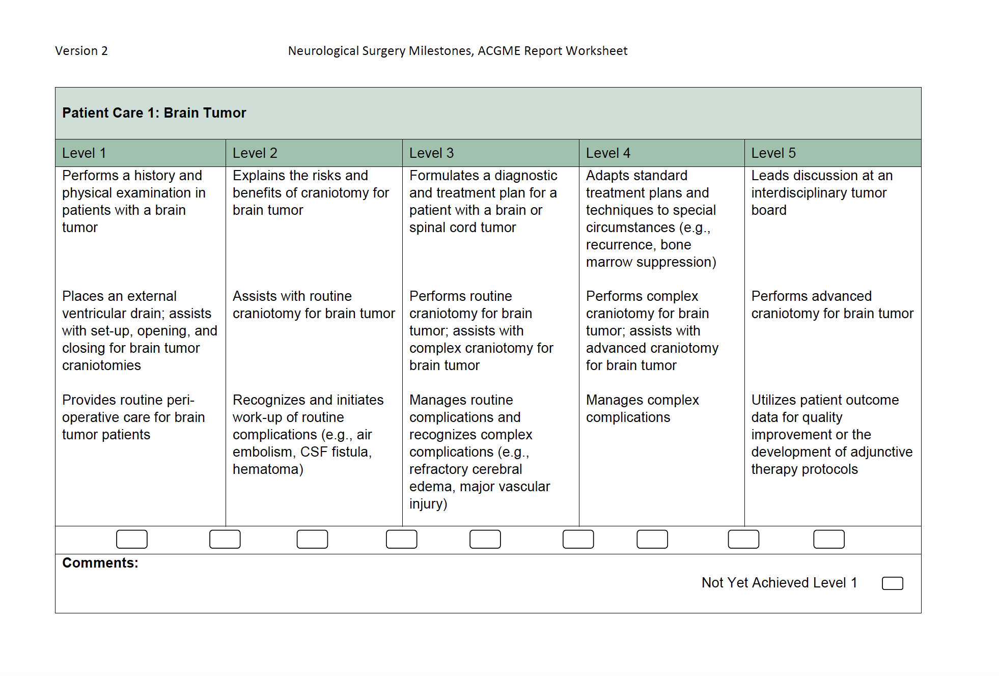 Version 2
Neurological Surgery Milestones, ACGME Report Worksheet
Patient Care 1: Brain Tumor
Level 1
Level 2
Level 3
Level 4
Level 5
Performs a history and
physical examination in
patients with a brain
tumor
Explains the risks and
benefits of craniotomy for
brain tumor
Formulates a diagnostic
and treatment plan for a
patient with a brain or
spinal cord tumor
Adapts standard
treatment plans and
techniques to special
circumstances (e.g.,
recurrence, bone
marrow suppression)
Leads discussion at an
interdisciplinary tumor
board
Places an external
ventricular drain; assists
with set-up, opening, and
closing for brain tumor
craniotomies
Assists with routine
craniotomy for brain tumor
Performs routine
craniotomy for brain
tumor; assists with
complex craniotomy for
brain tumor
Performs complex
craniotomy for brain
tumor; assists with
advanced craniotomy
for brain tumor
Performs advanced
craniotomy for brain tumor
Provides routine peri-
operative care for brain
tumor patients
Recognizes and initiates
work-up of routine
complications (e.g., air
embolism, CSF fistula,
hematoma)
Manages routine
complications and
recognizes complex
complications (e.g.,
refractory cerebral
edema, major vascular
injury)
Manages complex
complications
Utilizes patient outcome
data for quality
improvement or the
development of adjunctive
therapy protocols
Comments:
Not Yet Achieved Level 1